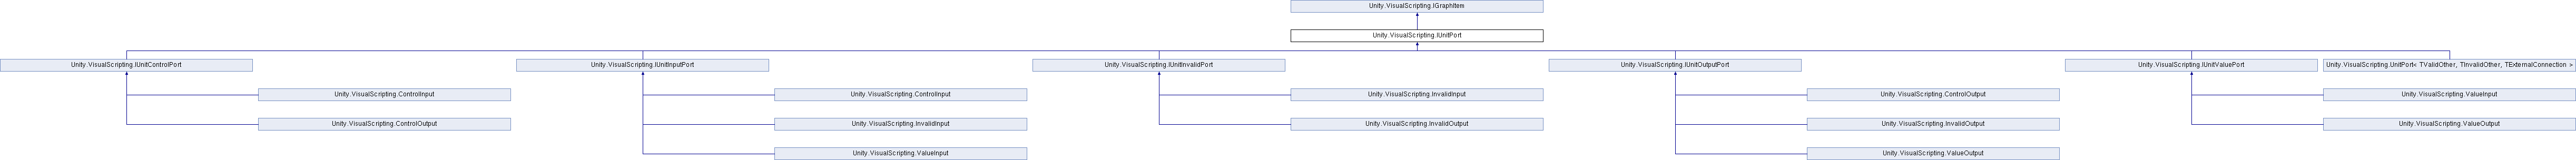 Unity.VisualScripting.IGraphItem
Unity.VisualScripting.IUnitPort
Unity.VisualScripting.IUnitControlPort
Unity.VisualScripting.IUnitInputPort
Unity.VisualScripting.IUnitInvalidPort
Unity.VisualScripting.IUnitOutputPort
Unity.VisualScripting.IUnitValuePort
Unity.VisualScripting.UnitPort< TValidOther, TInvalidOther, TExternalConnection >
Unity.VisualScripting.ControlInput
Unity.VisualScripting.ControlInput
Unity.VisualScripting.InvalidInput
Unity.VisualScripting.ControlOutput
Unity.VisualScripting.ValueInput
Unity.VisualScripting.ControlOutput
Unity.VisualScripting.InvalidInput
Unity.VisualScripting.InvalidOutput
Unity.VisualScripting.InvalidOutput
Unity.VisualScripting.ValueOutput
Unity.VisualScripting.ValueInput
Unity.VisualScripting.ValueOutput